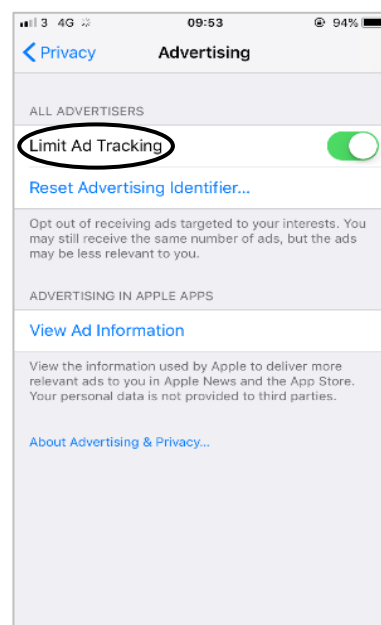 3 4G 09:53 94%
Privacy Advertising
ALL ADVERTISERS
Limit Ad Tracking
Reset Advertising Identifier...
Opt out of receiving ads targeted to your interests. You
may still receive the same number of ads, but the ads
may be less relevant to you.
ADVERTISING IN APPLE APPS
View Ad Information
View the information used by Apple to deliver more
relevant ads to you in Apple News and the App Store.
Your personal data is not provided to third parties.
About Advertising & Privacy...